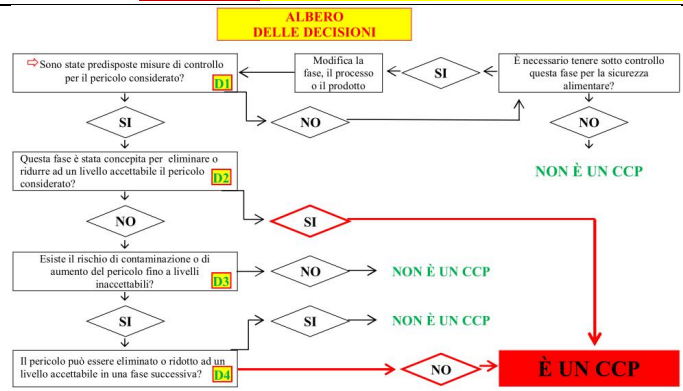 ALBERO
DELLE DECISIONI
⇨ Sono state predisposte misure di controllo
per il pericolo considerato?
D1
Modifica la
fase, il processo
o il prodotto
SI
È necessario tenere sotto controllo
questa fase per la sicurezza
alimentare?
SI
NO
NO
NON È UN CCP
Questa fase è stata concepita per eliminare o
ridurre ad un livello accettabile il pericolo
considerato?
D2
NO
SI
Esiste il rischio di contaminazione o di
aumento del pericolo fino a livelli
inaccettabili?
D3
NO
NON È UN CCP
SI
SI
NON È UN CCP
Il pericolo può essere eliminato o ridotto ad un
livello accettabile in una fase successiva?
D4
NO
È UN CCP